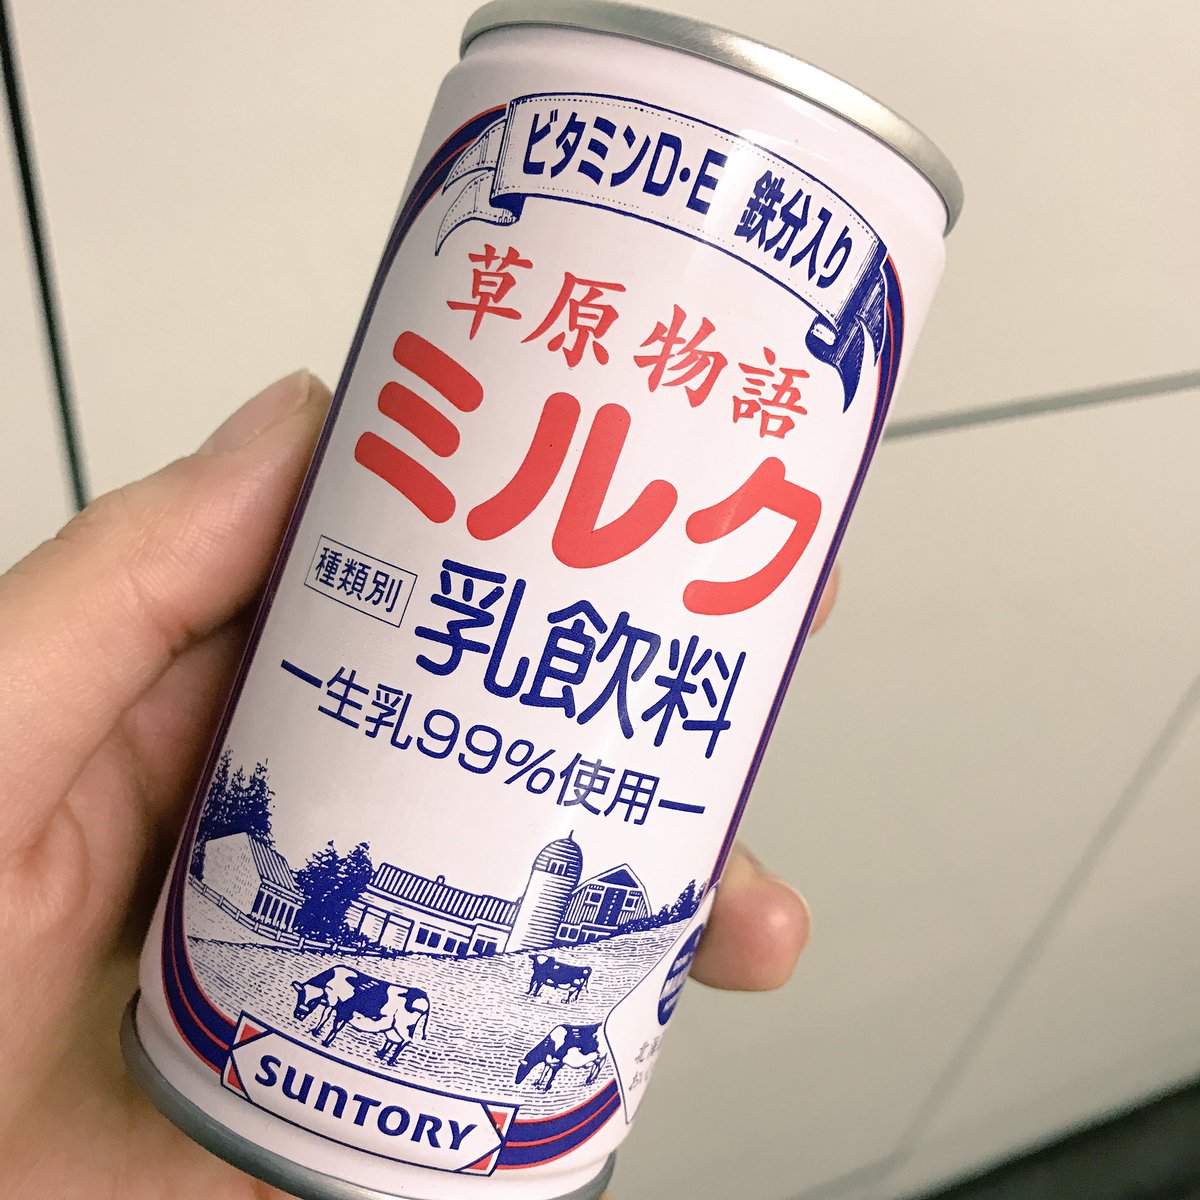 ビタミンD・E 鉄分入り
草原物語
ミルク
種類別 乳飲料
ー生乳99%使用ー
SUNTORY